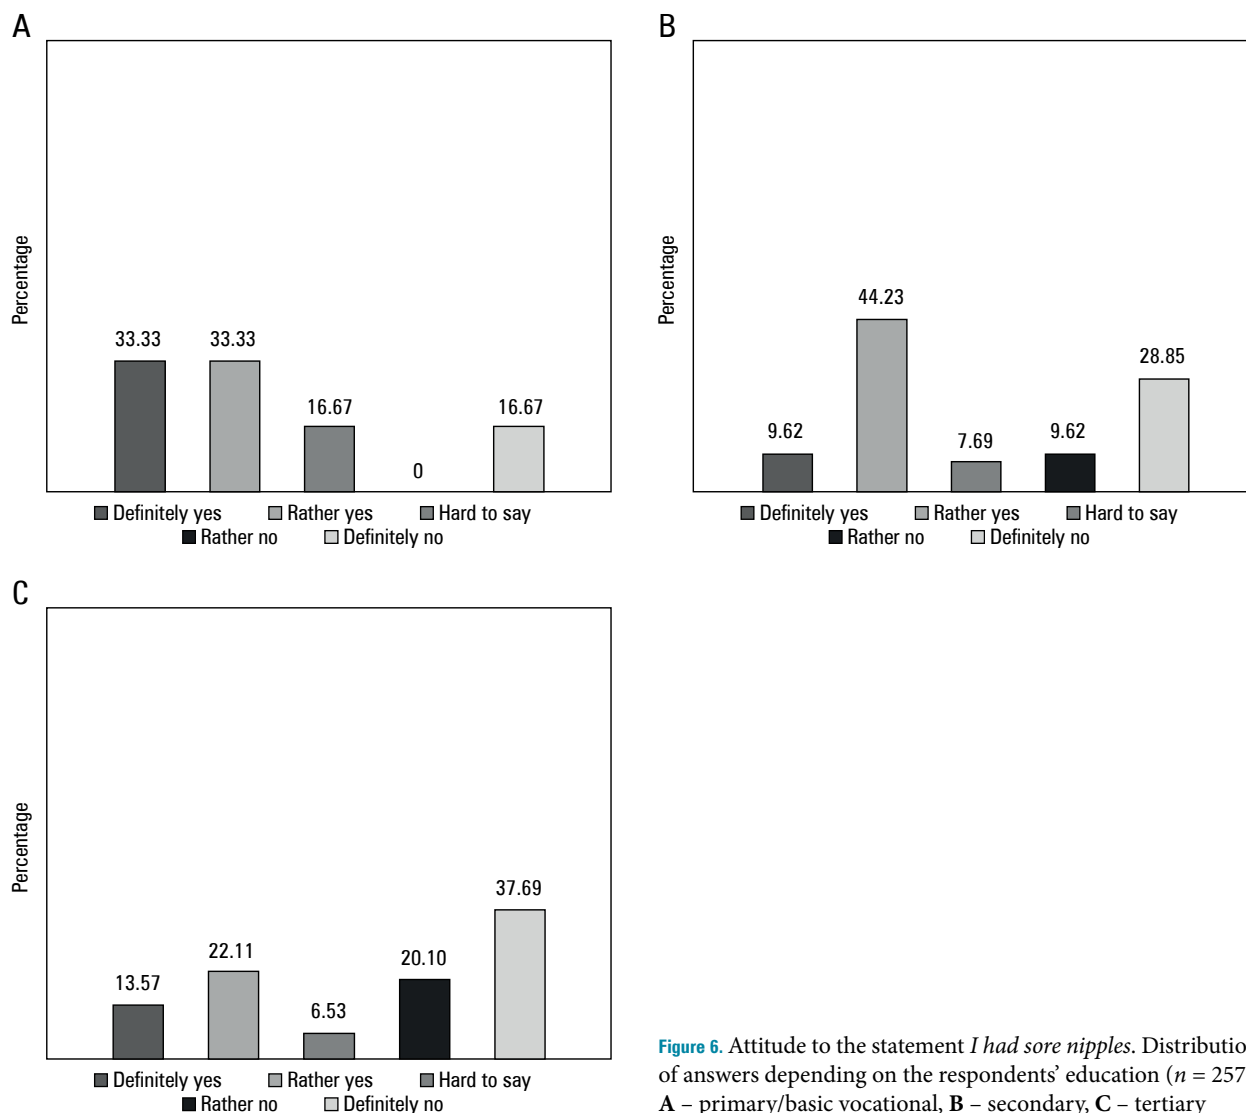 A
Percentage
33.33
33.33
16.67
0
16.67
Definitely yes Rather yes Hard to say
Rather no Definitely no
B
Percentage
9.62
44.23
7.69
9.62
28.85
Definitely yes Rather yes Hard to say
Rather no Definitely no
C
Percentage
13.57
22.11
6.53
20.10
37.69
Definitely yes Rather yes Hard to say
Rather no Definitely no
Figure 6. Attitude to the statement I had sore nipples. Distributio
of answers depending on the respondents' education (n = 257
A – primary/basic vocational, B – secondary, C – tertiary